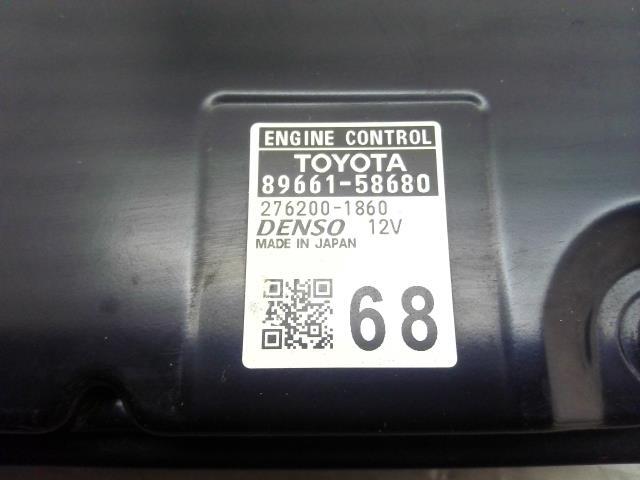 ENGINE CONTROL
TOYOTA
89661-58680
276200-1860
DENSO 12V
MADE IN JAPAN
68